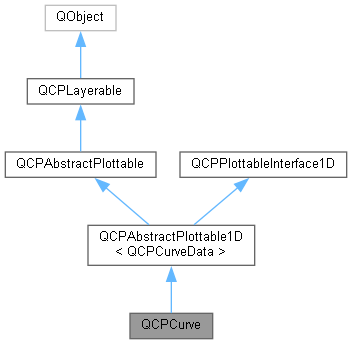 QObject
QCPLayerable
QCPAbstractPlottable
QCPPlottableInterface1D
QCPAbstractPlottable1D
< QCPCurveData >
QCPCurve